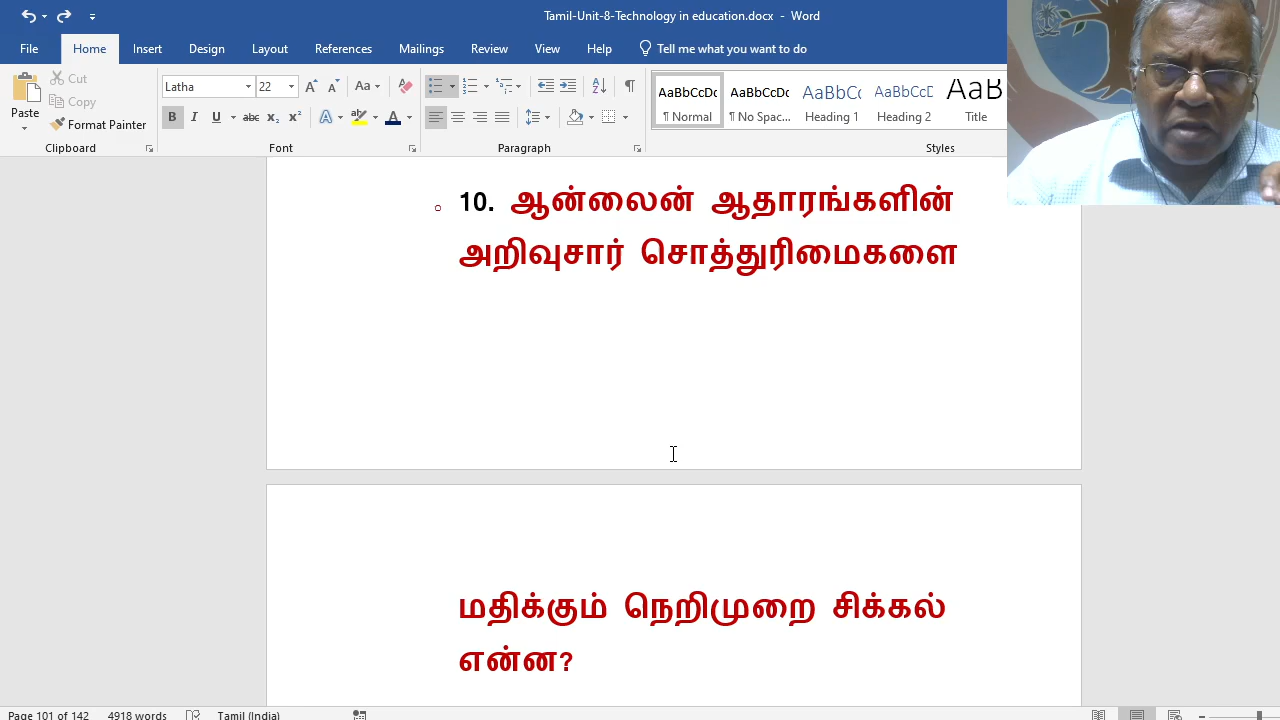 Tamil-Unit-8-Technology in education.docx - Word
File Home Insert Design Layout References Mailings Review View Help Tell me what you want to do
Paste
Cut
Copy
Format Painter
Clipboard
Latha 22
Font
Paragraph
AaBbCcDc AaBbCcDc AaBbCc AaBbCcD AaB
¶ Normal ¶ No Spac... Heading 1 Heading 2 Title
Styles
10. ஆன்லைன் ஆதாரங்களின்
அறிவுசார் சொத்துரிமைகளை
மதிக்கும் நெறிமுறை சிக்கல்
என்ன?
Page 101 of 142 4918 words Tamil (India)